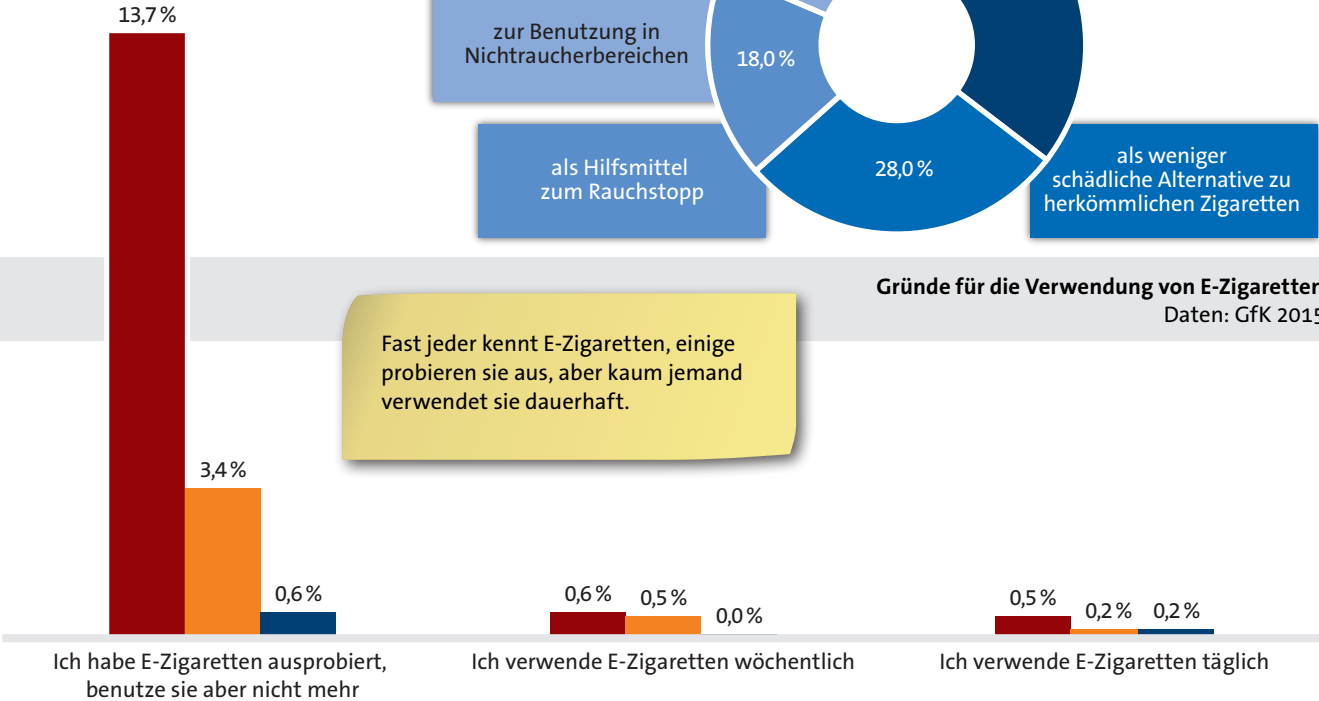 13,7 %
zur Benutzung in
Nichtraucherbereichen
18,0 %
als Hilfsmittel
zum Rauchstopp
28,0 %
als weniger
schädliche Alternative zu
herkömmlichen Zigaretten
Gründe für die Verwendung von E-Zigaretten
Daten: GfK 2015
Fast jeder kennt E-Zigaretten, einige
probieren sie aus, aber kaum jemand
verwendet sie dauerhaft.
3,4 %
0,6 %
0,6 %
0,5 %
0,0 %
0,5 %
0,2 %
0,2 %
Ich habe E-Zigaretten ausprobiert,
benutze sie aber nicht mehr
Ich verwende E-Zigaretten wöchentlich
Ich verwende E-Zigaretten täglich